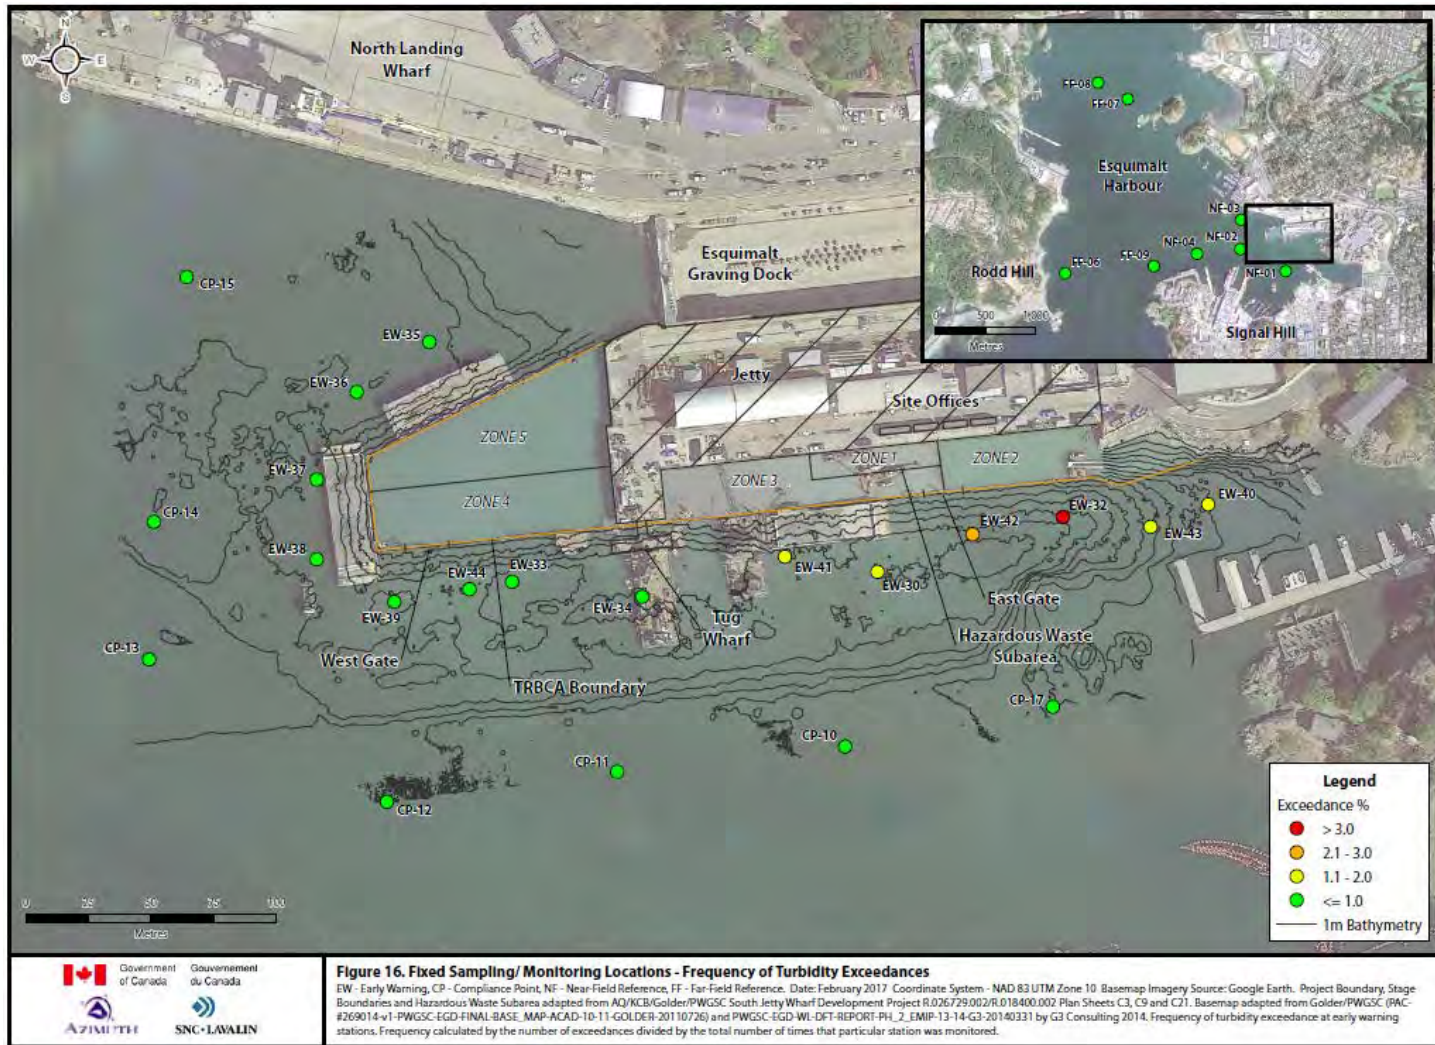 N
W
E
S
North Landing
Wharf
Esquimalt
Graving Dock
Jetty
Site Offices
CP-15
EW-35
EW-36
EW-37
CP-14
EW-38
CP-13
ZONE 5
ZONE 4
ZONE 3
ZONE 1
ZONE 2
EW-32
EW-42
EW-40
EW-43
EW-41
EW-30
EW-33
EW-44
EW-39
EW-34
East Gate
Tug
Wharf
Hazardous Waste
Subarea
West Gate
TRBCA Boundary
CP-17
CP-10
CP-11
CP-12
0 25 50 75 100
Metres
FF-08
FF-07
Esquimalt
Harbour
NF-03
NF-04
NF-02
FF-06
FF-09
NF-01
Rodd Hill
Signal Hill
0 500 1 000
Metres
Legend
Exceedance %
> 3.0
2.1 - 3.0
1.1 - 2.0
<= 1.0
1m Bathymetry
Government
of Canada
Gouvernement
du Canada
AZIMUTH
SNC•LAVALIN
Figure 16. Fixed Sampling/ Monitoring Locations - Frequency of Turbidity Exceedances
EW - Early Warning, CP - Compliance Point, NF - Near-Field Reference, FF - Far-Field Reference. Date: February 2017 Coordinate System - NAD 83 UTM Zone 10 Basemap Imagery Source: Google Earth. Project Boundary, Stage
Boundaries and Hazardous Waste Subarea adapted from AQ/KCB/Golder/PWGSC South Jetty Wharf Development Project R.026729.002/R.018400.002 Plan Sheets C3, C9 and C21. Basemap adapted from Golder/PWGSC (PAC-
#269014-v1-PWGSC-EGD-FINAL-BASE_MAP-ACAD-10-11-GOLDER-20110726) and PWGSC-EGD-WL-DFT-REPORT-PH_2_EMIP-13-14-G3-20140331 by G3 Consulting 2014. Frequency of turbidity exceedance at early warning
stations. Frequency calculated by the number of exceedances divided by the total number of times that particular station was monitored.